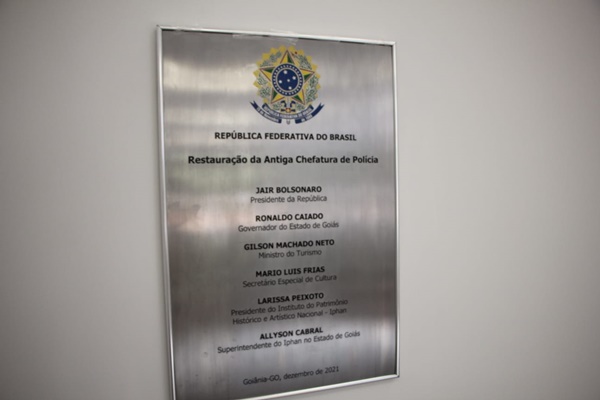 REPÚBLICA FEDERATIVA DO BRASIL
Restauração da Antiga Chefatura de Polícia
JAIR BOLSONARO
Presidente da República
RONALDO CAIADO
Governador do Estado de Goiás
GILSON MACHADO NETO
Ministro do Turismo
MARIO LUIS FRIAS
Secretário Especial de Cultura
LARISSA PEIXOTO
Presidente do Instituto do Patrimônio
Histórico e Artístico Nacional - Iphan
ALLYSON CABRAL
Superintendente do Iphan no Estado de Goiás
Goiânia-GO, dezembro de 2021